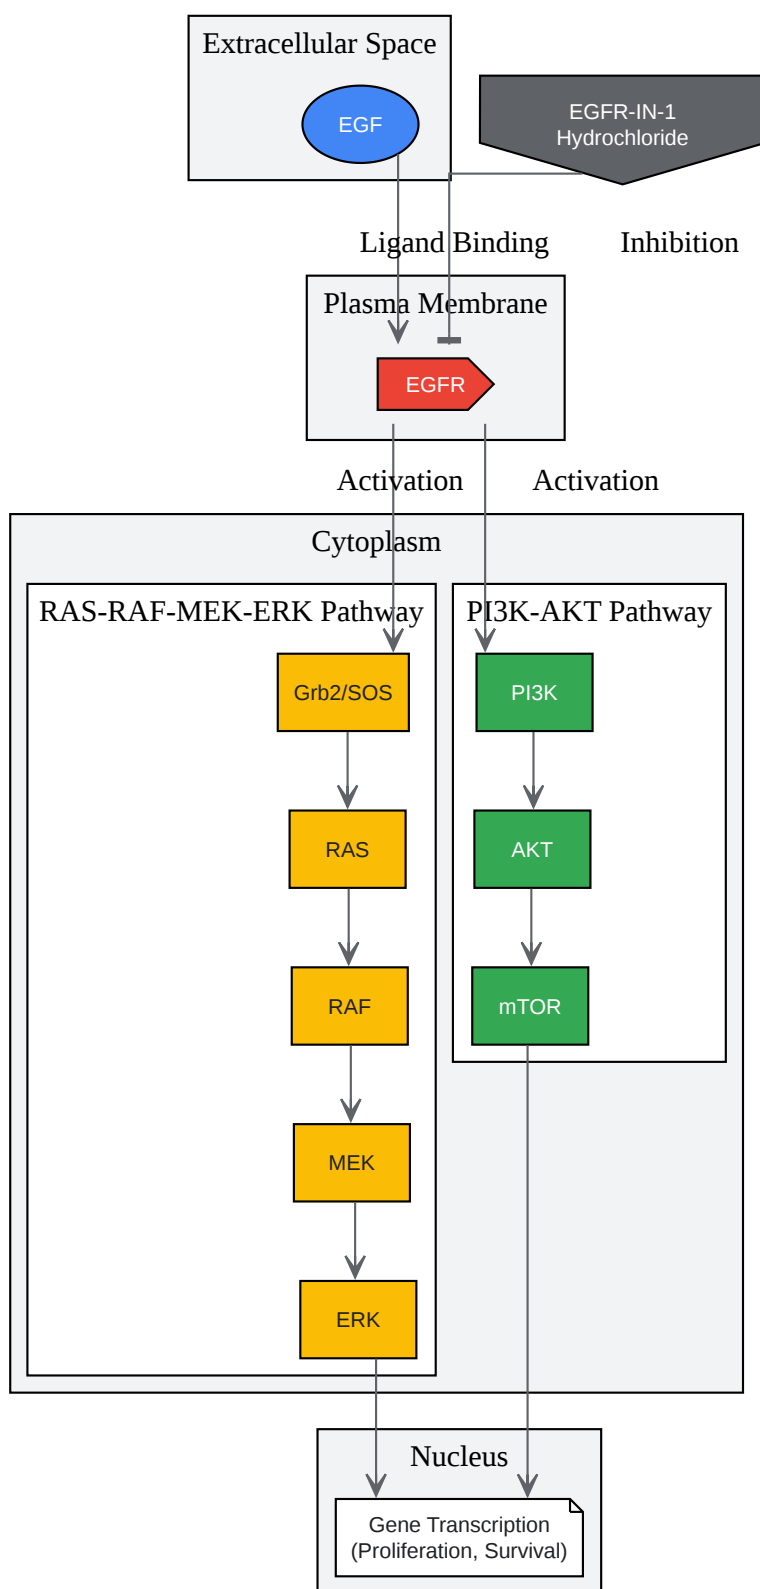 Extracellular Space
EGF
EGFR-IN-1
Hydrochloride
Ligand Binding
Inhibition
Plasma Membrane
EGFR
Activation
Activation
Cytoplasm
RAS-RAF-MEK-ERK Pathway
PI3K-AKT Pathway
Grb2/SOS
PI3K
RAS
AKT
RAF
mTOR
MEK
ERK
Nucleus
Gene Transcription
(Proliferation, Survival)